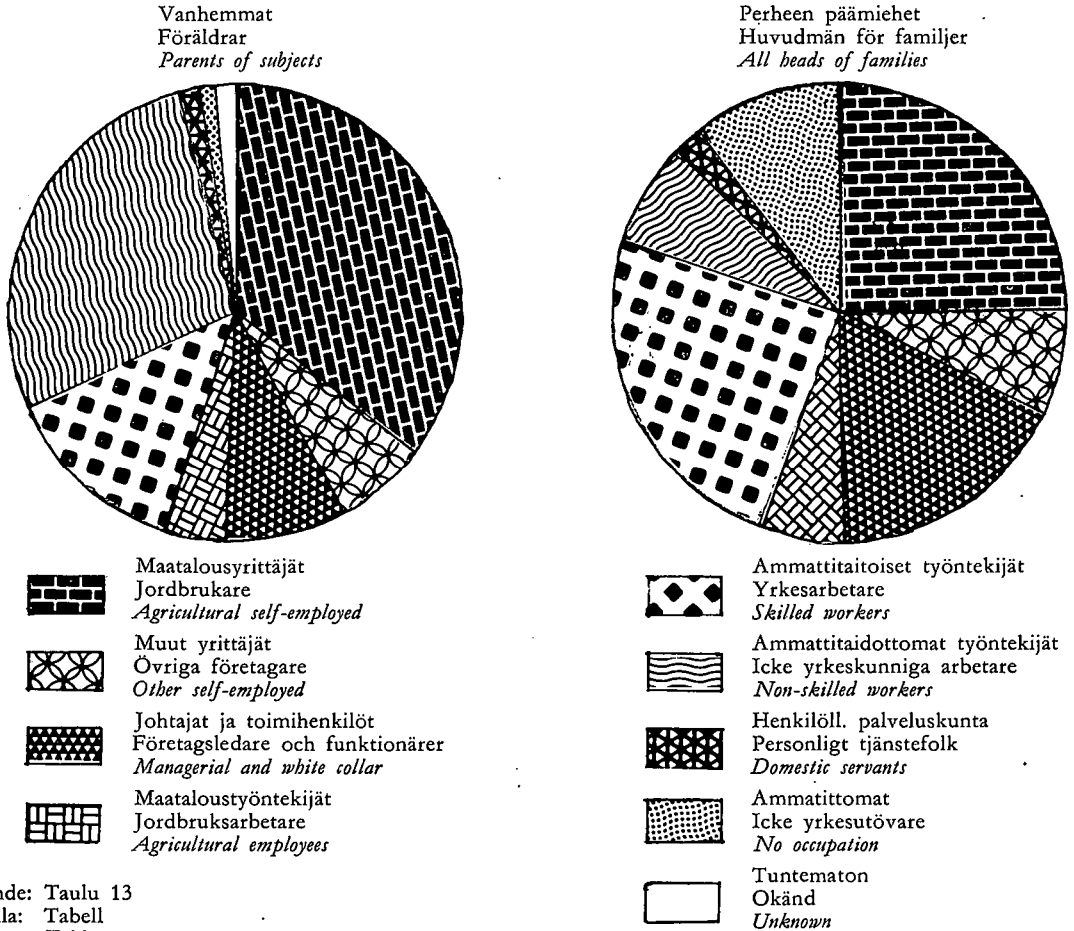 Vanhemmat
Föräldrar
Parents of subjects
Perheen päämiehet
Huvudmän för familjer
All heads of families
Maatalousyrittäjät
Jordbrukare
Agricultural self-employed
Muut yrittäjät
Övriga företagare
Other self-employed
Johtajat ja toimihenkilöt
Företagsledare och funktionärer
Managerial and white collar
Maataloustyöntekijät
Jordbruksarbetare
Agricultural employees
Ammattitaitoiset työntekijät
Yrkesarbetare
Skilled workers
Ammattitaidottomat työntekijät
Icke yrkeskunniga arbetare
Non-skilled workers
Henkilöll. palveluskunta
Personligt tjänstefolk
Domestic servants
Ammatittomat
Icke yrkesutövare
No occupation
Tuntematon
Okänd
Unknown
nde: Taulu 13
la: Tabell